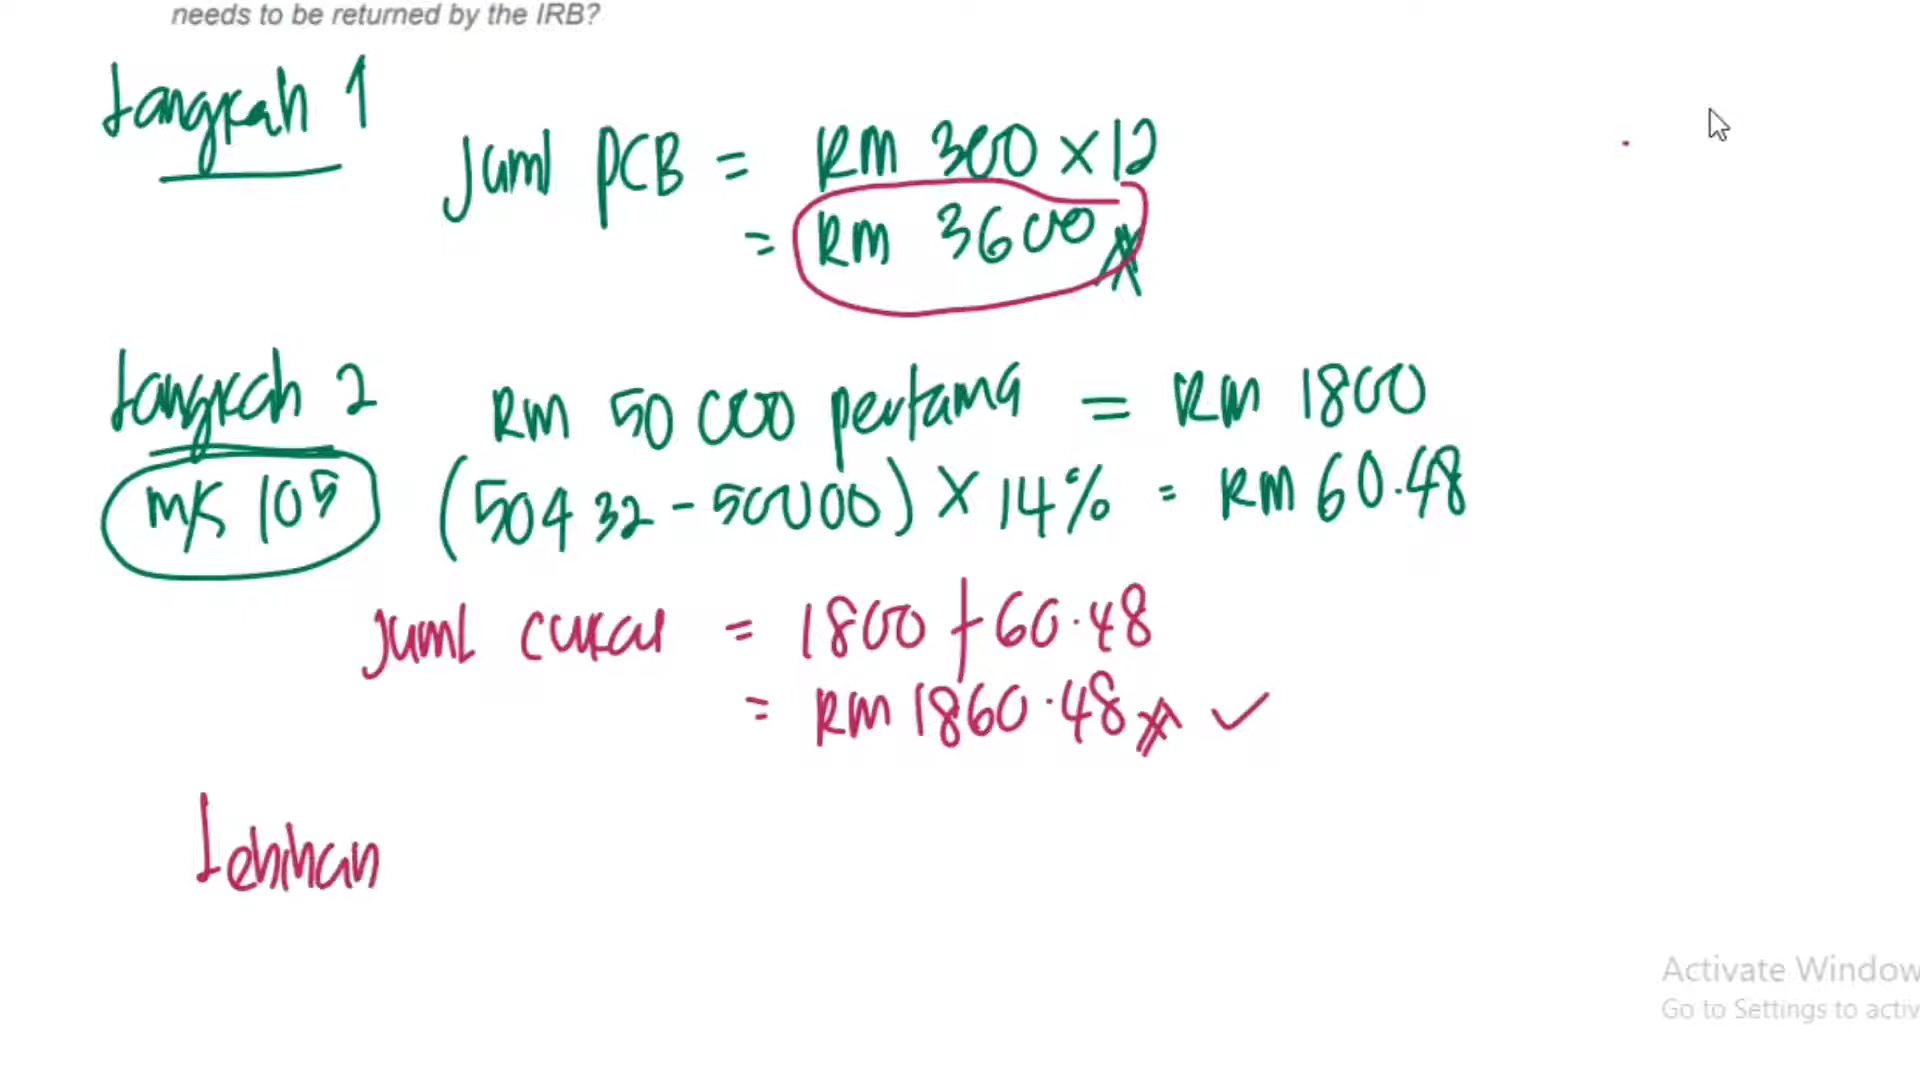 needs to be returned by the IRB?
Langkah 1
Juml PCB = RM 300 × 12
= RM 3600
Langkah 2
RM 50 000 pertama = RM 1800
m/s 105
(50432 - 50000) × 14% = RM 60.48
Juml cukai = 1800 + 60.48
= RM 1860.48 ✓
Lebihan
Activate Window
Go to Settings to activ